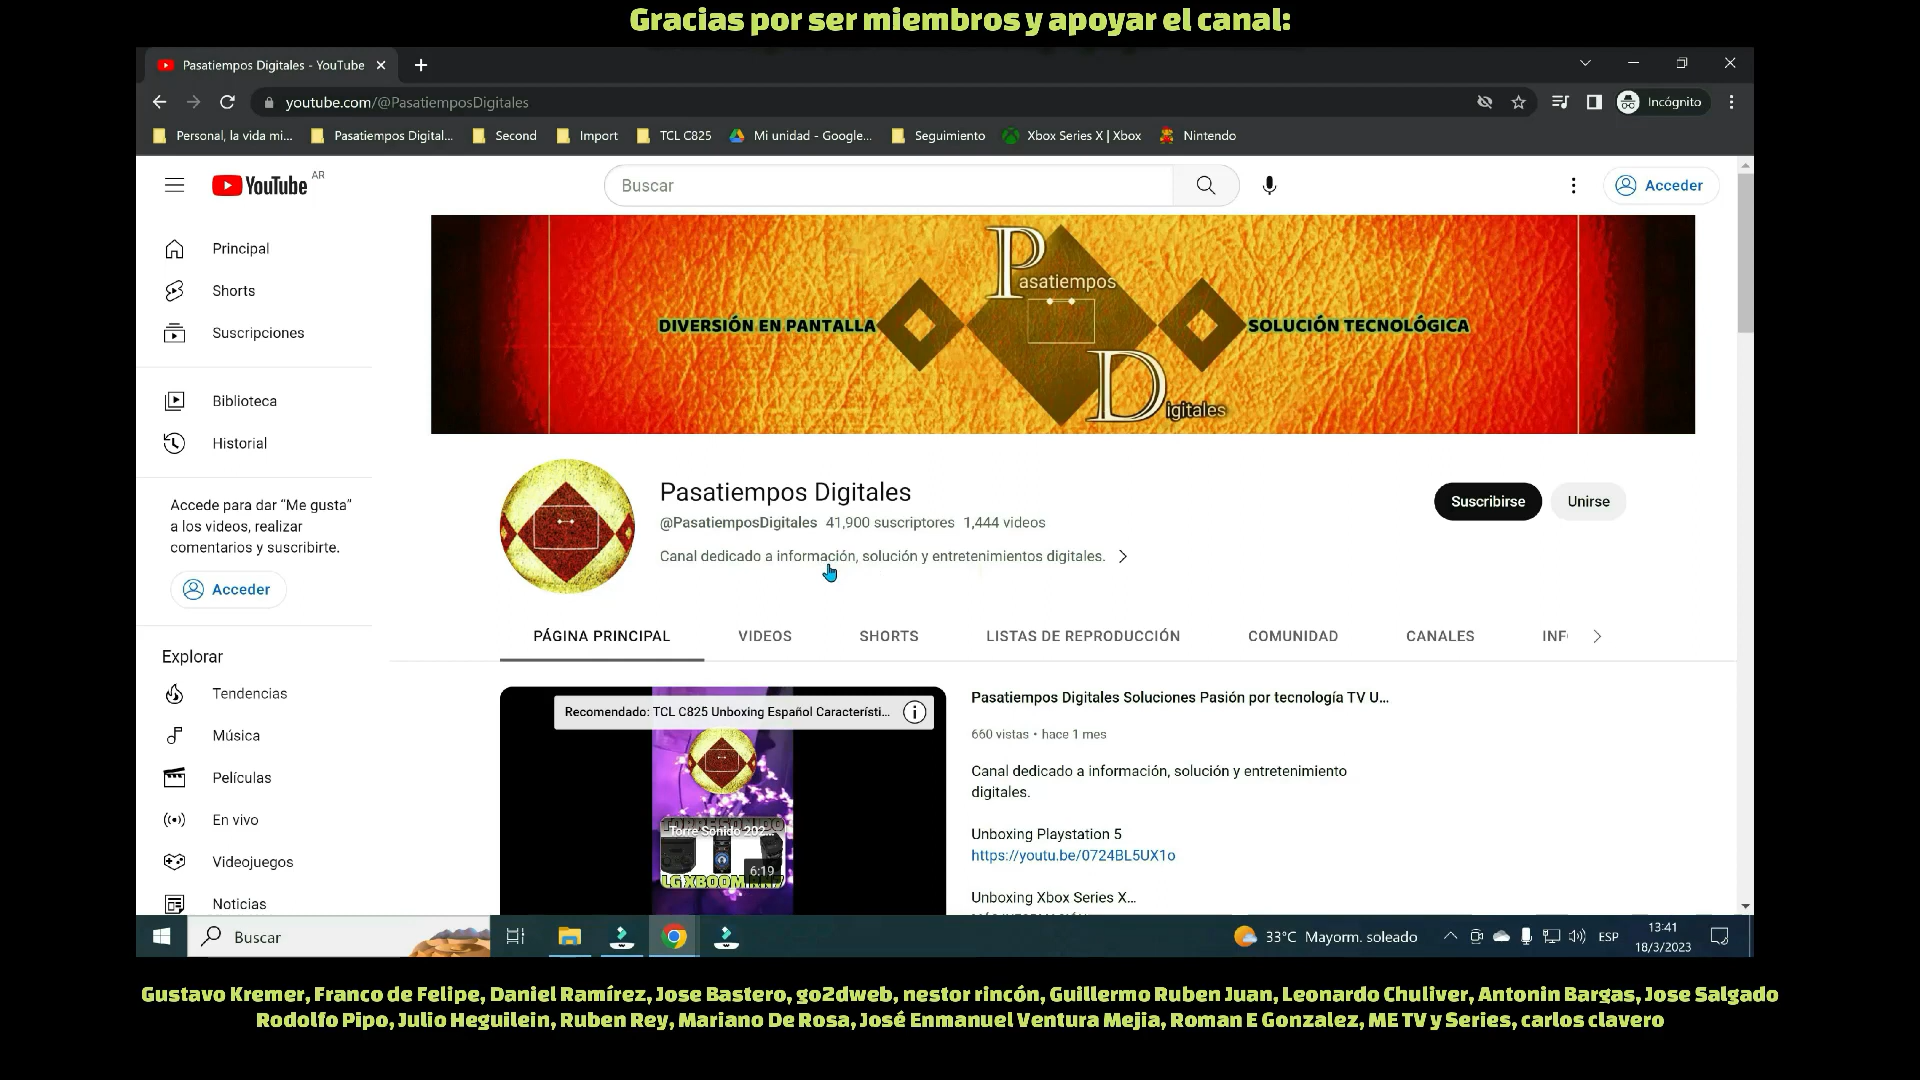 Gracias por ser miembros y apoyar el canal:
Pasatiempos Digitales - YouTube
youtube.com/@PasatiemposDigitales
Incógnito
Personal, la vida mi...
Pasatiempos Digital...
Second
Import
TCL C825
Mi unidad - Google...
Seguimiento
Xbox Series X | Xbox
Nintendo
YouTube AR
Buscar
Acceder
Principal
Shorts
Suscripciones
Biblioteca
Historial
Accede para dar “Me gusta”
a los videos, realizar
comentarios y suscribirte.
Acceder
Explorar
Tendencias
Música
Películas
En vivo
Videojuegos
Noticias
DIVERSIÓN EN PANTALLA
Pasatiempos
Digitales
SOLUCIÓN TECNOLÓGICA
Pasatiempos Digitales
@PasatiemposDigitales 41,900 suscriptores 1,444 videos
Canal dedicado a información, solución y entretenimientos digitales.
Suscribirse
Unirse
PÁGINA PRINCIPAL
VIDEOS
SHORTS
LISTAS DE REPRODUCCIÓN
COMUNIDAD
CANALES
INF
Recomendado: TCL C825 Unboxing Español Característi...
Torre Sonido 202...
6:19
LG XBOOM
Pasatiempos Digitales Soluciones Pasión por tecnología TV U...
660 vistas • hace 1 mes
Canal dedicado a información, solución y entretenimiento
digitales.
Unboxing Playstation 5
https://youtu.be/0724BL5UX1o
Unboxing Xbox Series X...
Buscar
33°C Mayorm. soleado
ESP
13:41
18/3/2023
Gustavo Kremer, Franco de Felipe, Daniel Ramírez, Jose Bastero, go2dweb, nestor rincón, Guillermo Ruben Juan, Leonardo Chuliver, Antonin Bargas, Jose Salgado
Rodolfo Pipo, Julio Heguilein, Ruben Rey, Mariano De Rosa, José Enmanuel Ventura Mejia, Roman E Gonzalez, ME TV y Series, carlos clavero